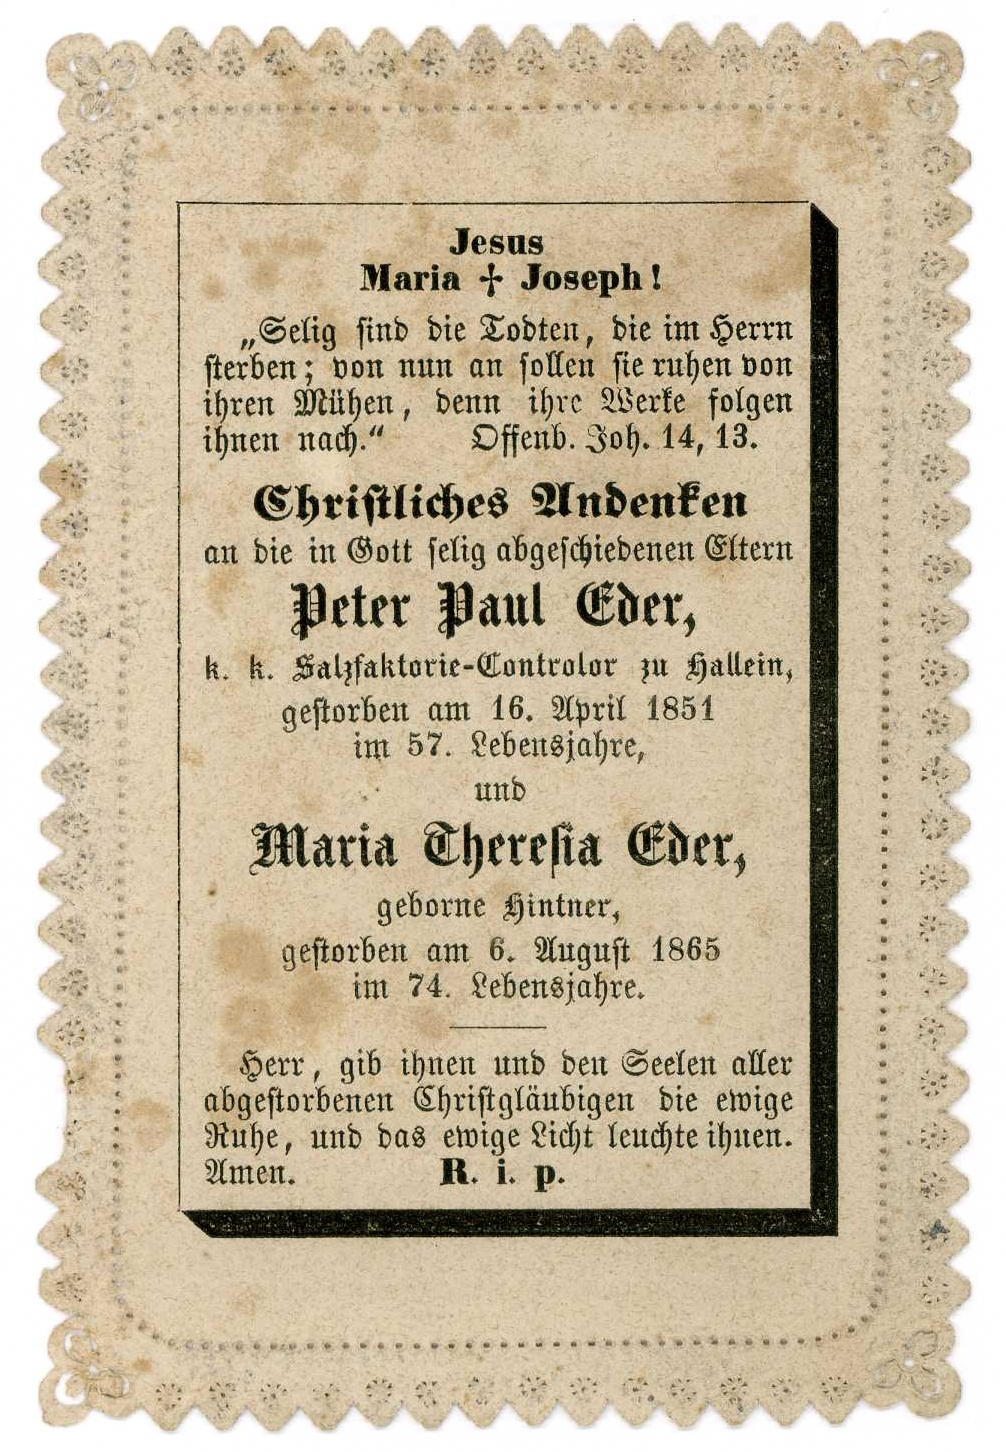 Jesus
Maria ✝ Joseph!
„Selig sind die Todten, die im Herrn
sterben; von nun an sollen sie ruhen von
ihren Mühen, denn ihre Werke folgen
ihnen nach.“ Offenb. Joh. 14, 13.
Christliches Andenken
an die in Gott selig abgeschiedenen Eltern
Peter Paul Eder,
k. k. Salzfaktorie-Controlor zu Hallein,
gestorben am 16. April 1851
im 57. Lebensjahre,
und
Maria Theresia Eder,
geborne Hintner,
gestorben am 6. August 1865
im 74. Lebensjahre.
Herr, gib ihnen und den Seelen aller
abgestorbenen Christgläubigen die ewige
Ruhe, und das ewige Licht leuchte ihnen.
Amen. R. i. p.